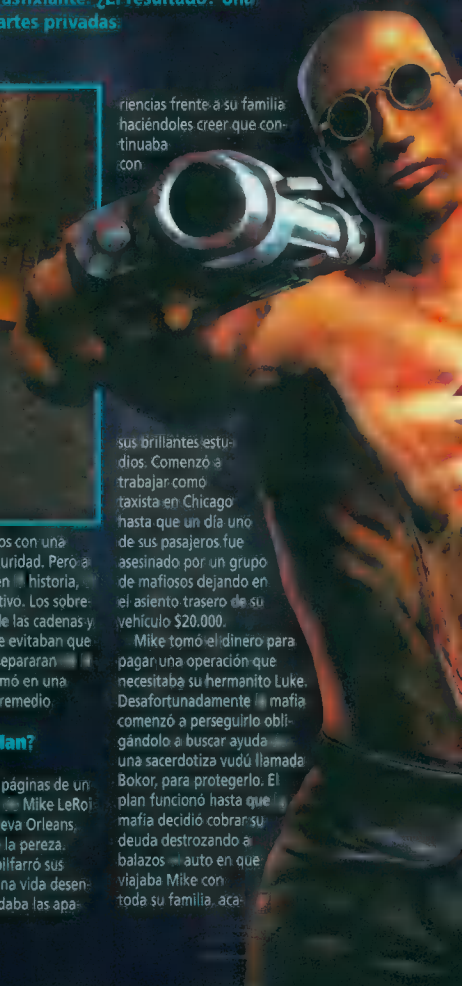 asfixiante. ¿El resultado? Una
artes privadas
os con una
uridad. Pero a
en historia,
tivo. Los sobre-
e las cadenas y
e evitaban que
epararan
mó en una
remedio
lan?
páginas de un
Mike LeRoi
eva Orleans,
la pereza.
ilfarró sus
na vida desen-
daba las apa-
riencias frente a su familia
haciéndoles creer que con-
tinuaba
con
sus brillantes estu-
dios. Comenzó a
trabajar como
taxista en Chicago
hasta que un día uno
de sus pasajeros fue
asesinado por un grupo
de mafiosos dejando en
el asiento trasero de su
vehículo $20.000.
Mike tomó el dinero para
pagar una operación que
necesitaba su hermanito Luke.
Desafortunadamente mafia
comenzó a perseguirlo obli-
gándolo a buscar ayuda
una sacerdotiza vudú llamada
Bokor, para protegerlo. El
plan funcionó hasta que
mafia decidió cobrar su
deuda destrozando a
balazos auto en que
viajaba Mike con
toda su familia, aca-